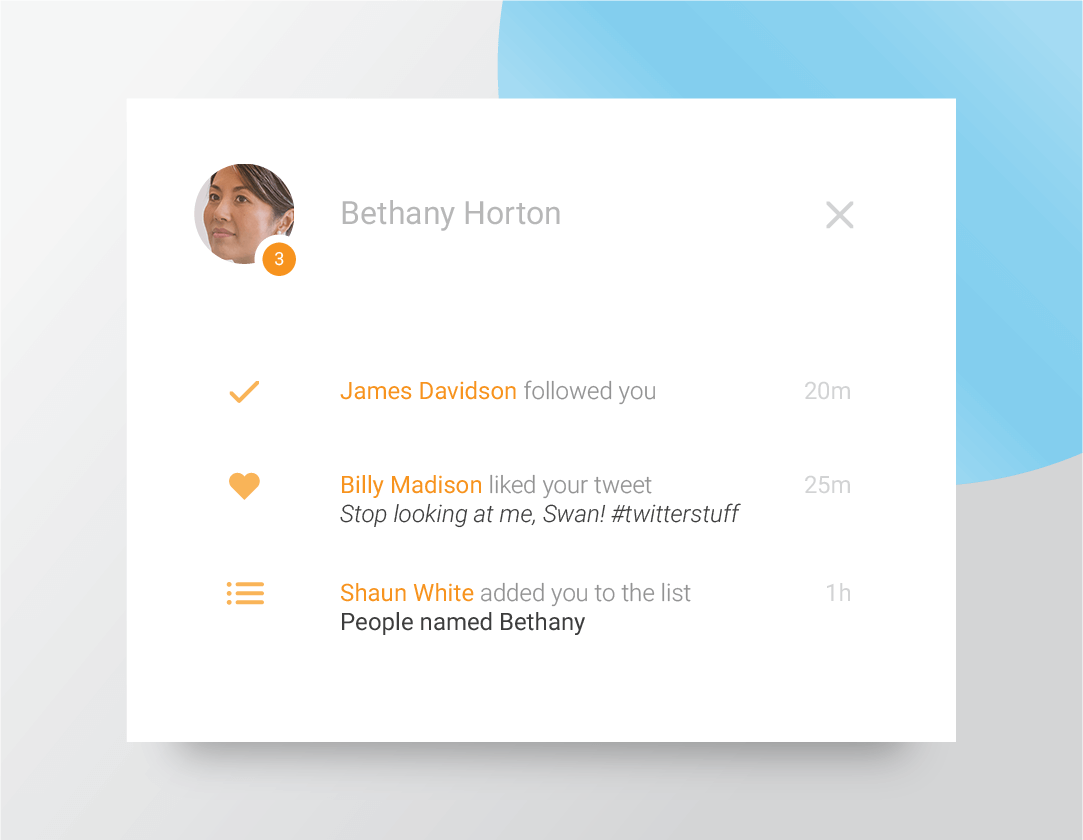 Bethany Horton
3
James Davidson followed you 20m
Billy Madison liked your tweet 25m
Stop looking at me, Swan! #twitterstuff
Shaun White added you to the list 1h
People named Bethany